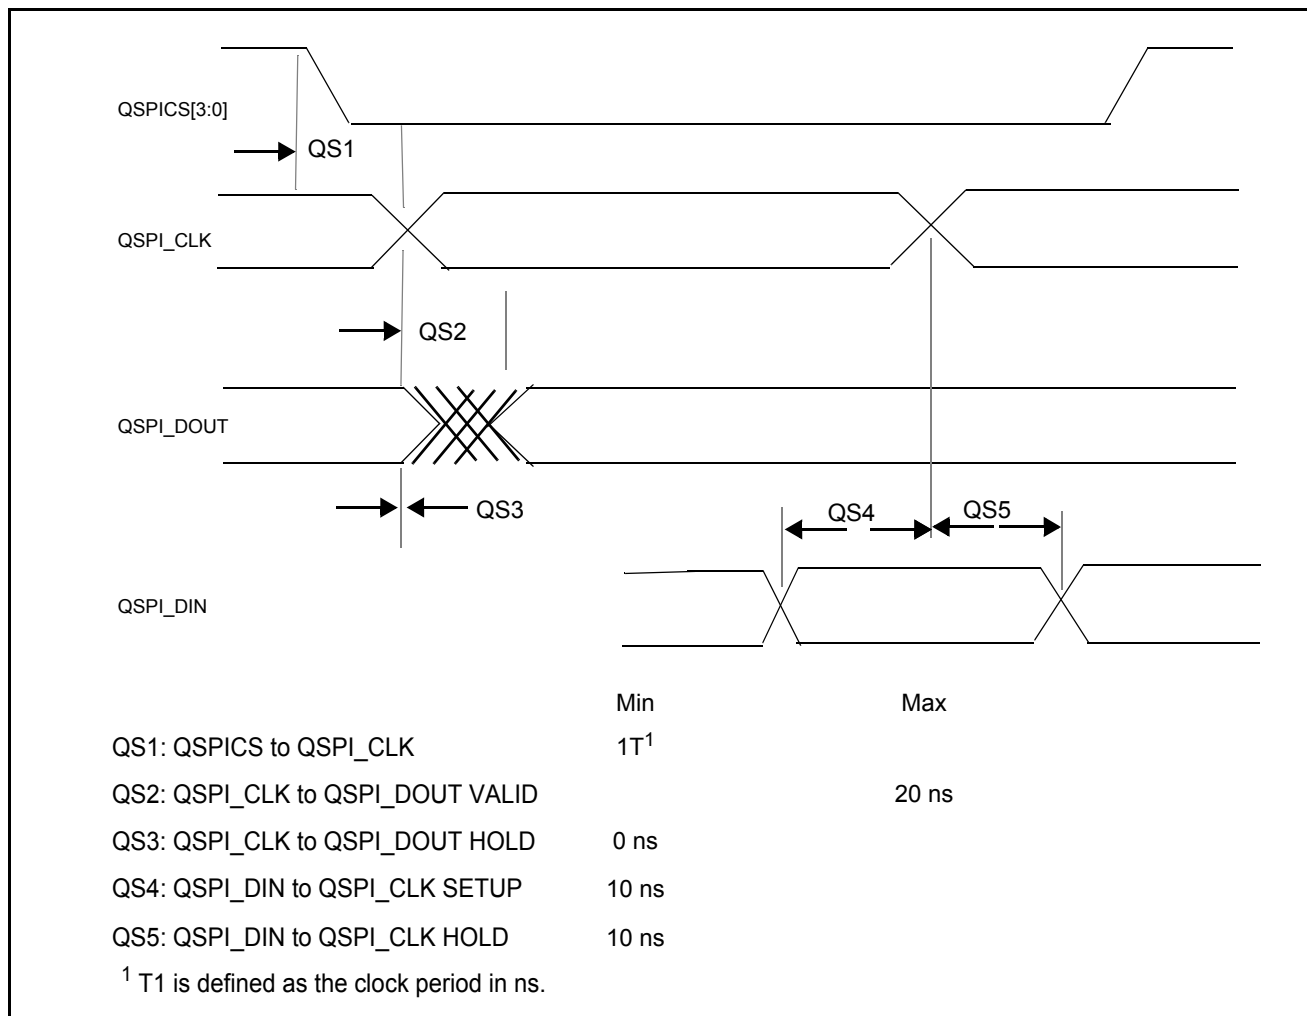 QSPICS[3:0]
QS1
QSPI_CLK
QS2
QSPI_DOUT
QS3
QS4
QS5
QSPI_DIN
Min Max
QS1: QSPICS to QSPI_CLK 1T¹
QS2: QSPI_CLK to QSPI_DOUT VALID 20 ns
QS3: QSPI_CLK to QSPI_DOUT HOLD 0 ns
QS4: QSPI_DIN to QSPI_CLK SETUP 10 ns
QS5: QSPI_DIN to QSPI_CLK HOLD 10 ns
¹ T1 is defined as the clock period in ns.